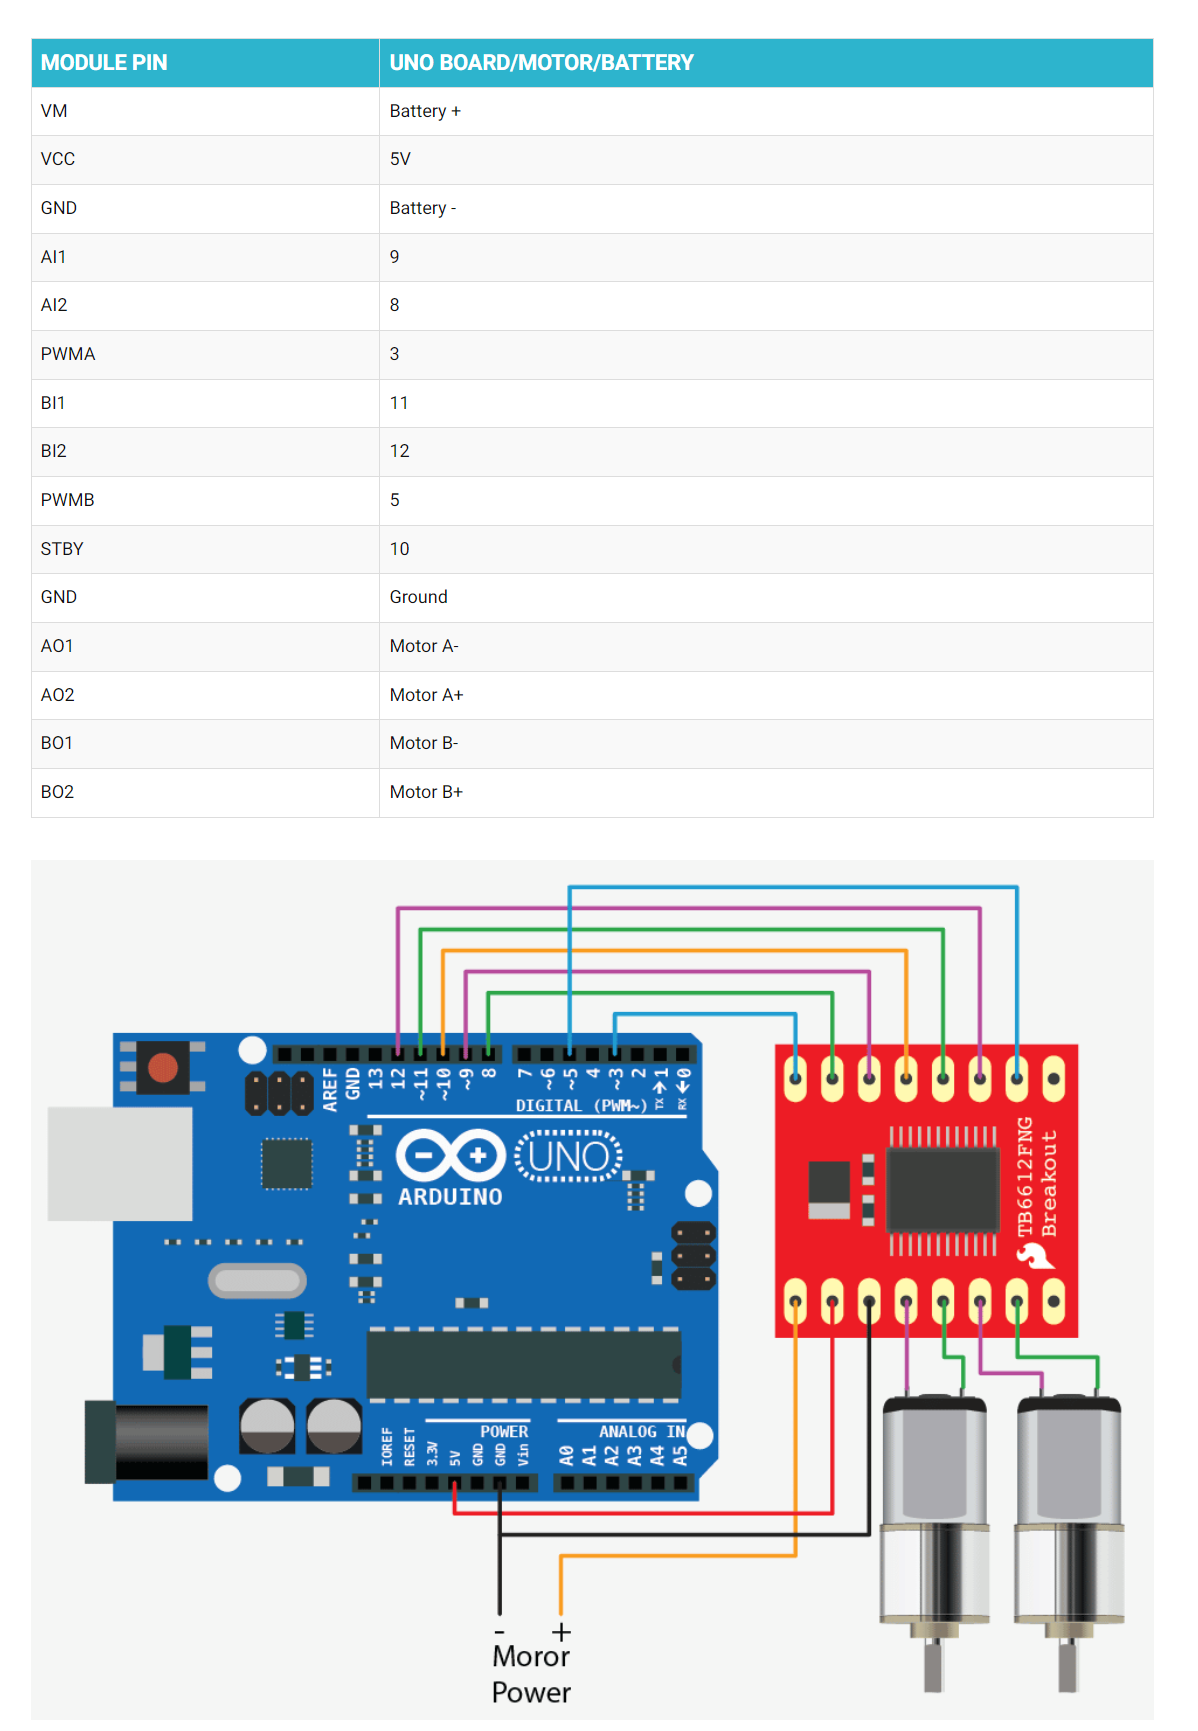 MODULE PIN UNO BOARD/MOTOR/BATTERY
VM Battery +
VCC 5V
GND Battery -
AI1 9
AI2 8
PWMA 3
BI1 11
BI2 12
PWMB 5
STBY 10
GND Ground
AO1 Motor A-
AO2 Motor A+
BO1 Motor B-
BO2 Motor B+
AREF GND 13 12 ~11 ~10 ~9 8 7 ~6 ~5 4 ~3 2 TX→1 RX←0
DIGITAL (PWM~)
UNO
ARDUINO
TB6612FNG
Breakout
POWER ANALOG IN
IOREF RESET 3.3V 5V GND GND Vin A0 A1 A2 A3 A4 A5
- +
Moror
Power